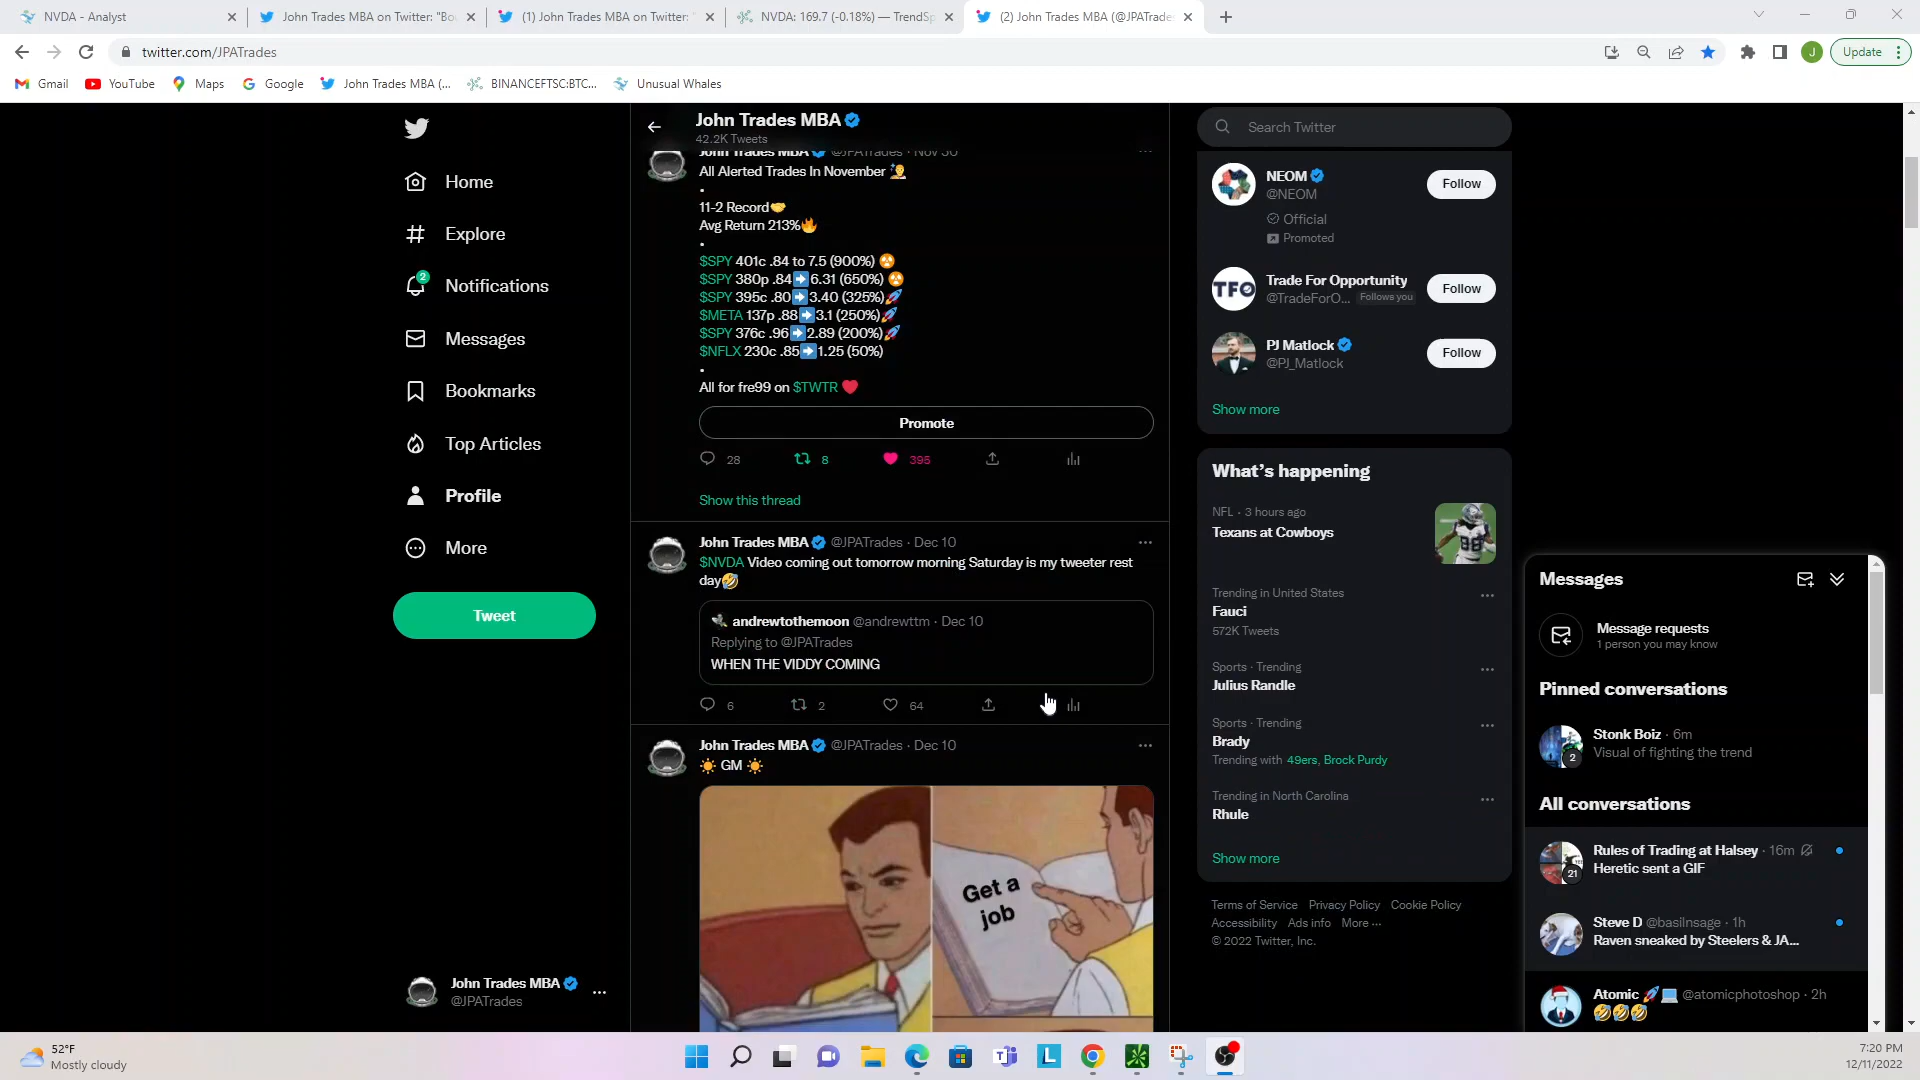 NVDA - Analyst
John Trades MBA on Twitter: "Bou
(1) John Trades MBA on Twitter: "
NVDA: 169.7 (-0.18%) — TrendSp
(2) John Trades MBA (@JPATrade
twitter.com/JPATrades
J
Update
Gmail
YouTube
Maps
Google
John Trades MBA (...
BINANCEFTSC:BTC...
Unusual Whales
Home
Explore
2
Notifications
Messages
Bookmarks
Top Articles
Profile
More
Tweet
John Trades MBA
@JPATrades
John Trades MBA
42.2K Tweets
John Trades MBA @JPATrades · Nov 30
All Alerted Trades In November
•
11-2 Record
Avg Return 213%
•
$SPY 401c .84 to 7.5 (900%)
$SPY 380p .84➡6.31 (650%)
$SPY 395c .80➡3.40 (325%)
$META 137p .88➡3.1 (250%)
$SPY 376c .96➡2.89 (200%)
$NFLX 230c .85➡1.25 (50%)
•
All for fre99 on $TWTR
Promote
28 8 395
Show this thread
John Trades MBA @JPATrades · Dec 10
$NVDA Video coming out tomorrow morning Saturday is my tweeter rest
day
andrewtothemoon @andrewttm · Dec 10
Replying to @JPATrades
WHEN THE VIDDY COMING
6 2 64
John Trades MBA @JPATrades · Dec 10
GM
Get a
job
Search Twitter
NEOM
@NEOM
Official
Promoted
Follow
TFO
Trade For Opportunity
@TradeForO... Follows you
Follow
PJ Matlock
@PJ_Matlock
Follow
Show more
What's happening
NFL · 3 hours ago
Texans at Cowboys
88
Trending in United States
Fauci
572K Tweets
Sports · Trending
Julius Randle
Sports · Trending
Brady
Trending with 49ers, Brock Purdy
Trending in North Carolina
Rhule
Show more
Terms of Service Privacy Policy Cookie Policy
Accessibility Ads info More ···
© 2022 Twitter, Inc.
Messages
Message requests
1 person you may know
Pinned conversations
Stonk Boiz · 6m
Visual of fighting the trend
2
All conversations
Rules of Trading at Halsey · 16m
Heretic sent a GIF
21
Steve D @basilnsage · 1h
Raven sneaked by Steelers & JA...
Atomic @atomicphotoshop · 2h
52°F
Mostly cloudy
L
7:20 PM
12/11/2022